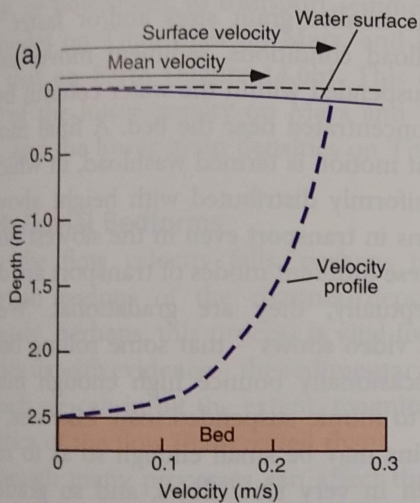 Water surface
(a)
Surface velocity
Mean velocity
0
0.5
1.0
1.5
2.0
2.5
Depth (m)
Velocity
profile
Bed
0
0.1
0.2
0.3
Velocity (m/s)